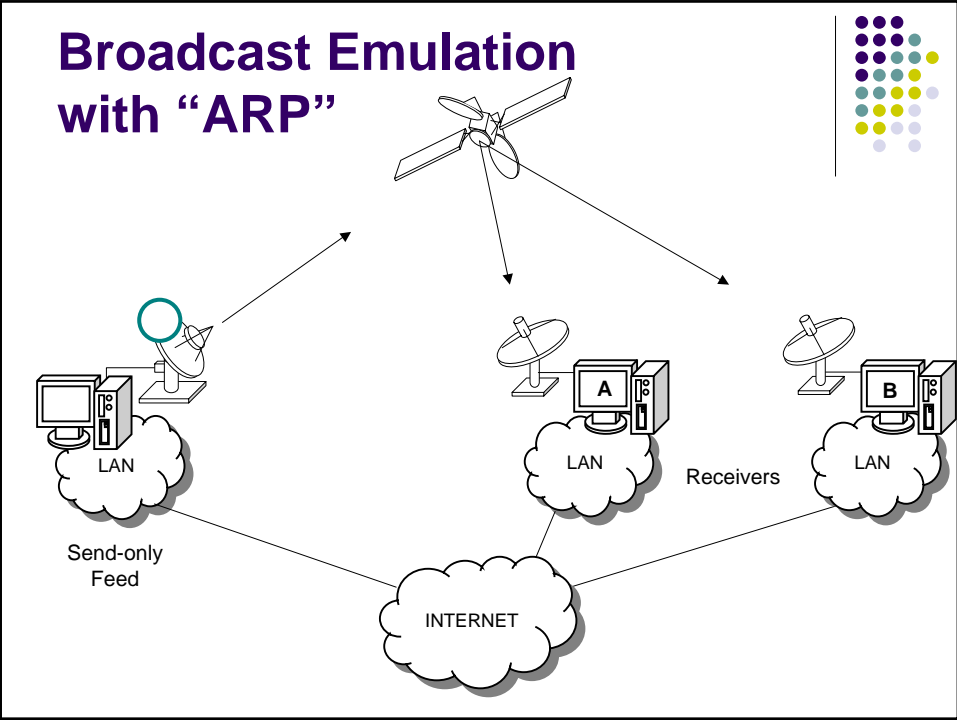 Broadcast Emulation
with “ARP”
A
B
LAN
LAN
Receivers
LAN
Send-only
Feed
INTERNET